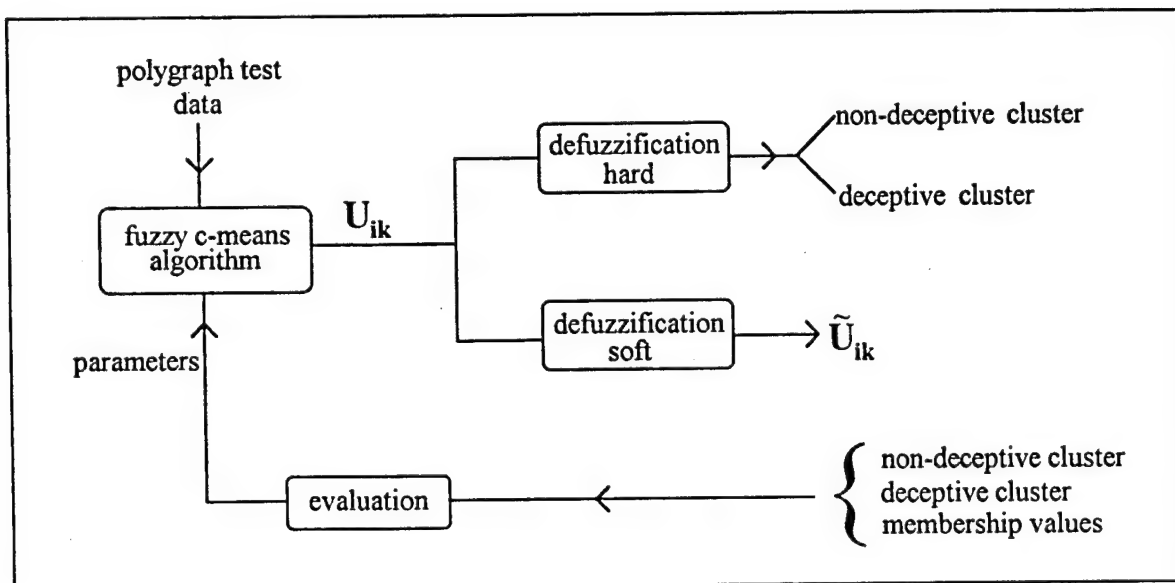 polygraph test
data
fuzzy c-means
algorithm
U_ik
defuzzification
hard
non-deceptive cluster
deceptive cluster
defuzzification
soft
Ũ_ik
parameters
evaluation
non-deceptive cluster
deceptive cluster
membership values